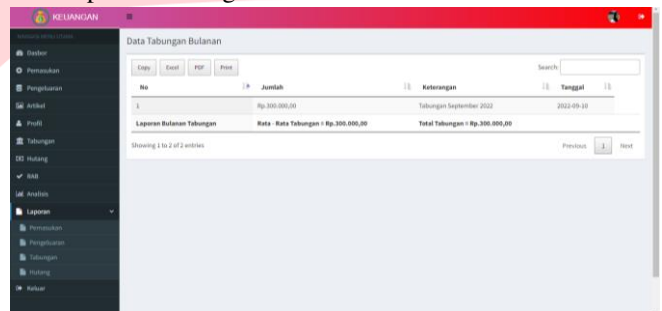 KEUANGAN
Dasbor
Pemasukan
Pengeluaran
Artikel
Profil
Tabungan
Hutang
RAB
Analisis
Laporan
Pemasukan
Pengeluaran
Tabungan
Hutang
Keluar
Data Tabungan Bulanan
Copy Excel PDF Print
Search:
No Jumlah Keterangan Tanggal
1 Rp.300.000,00 Tabungan September 2022 2022-09-10
Laporan Bulanan Tabungan Rata - Rata Tabungan = Rp.300.000,00 Total Tabungan = Rp.300.000,00
Showing 1 to 2 of 2 entries
Previous 1 Next